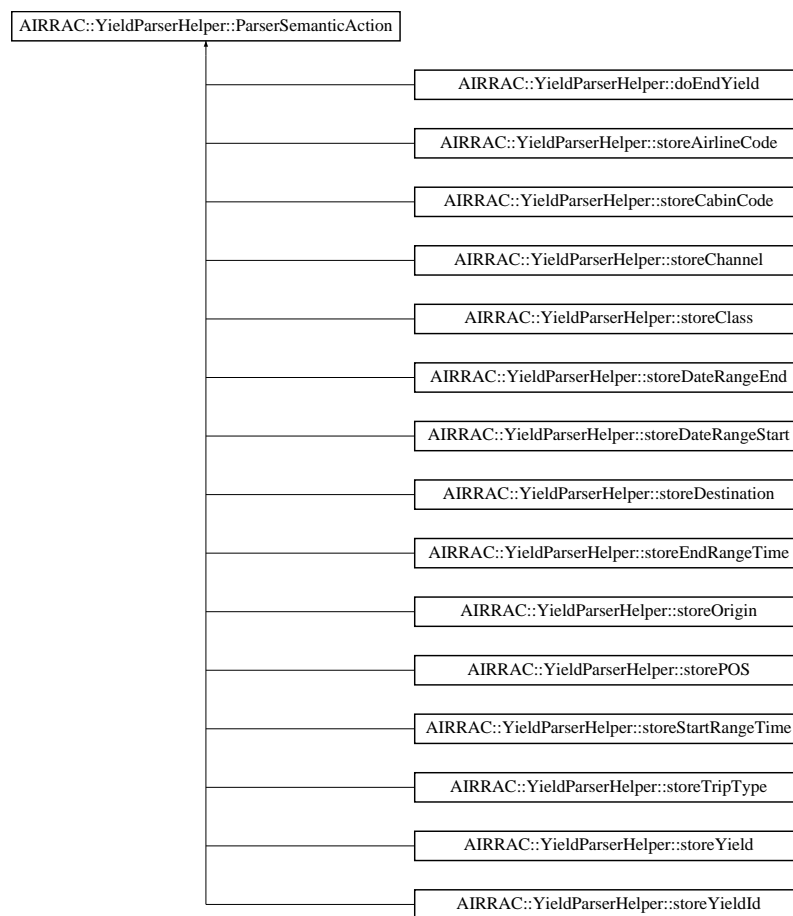 AIRRAC::YieldParserHelper::ParserSemanticAction
AIRRAC::YieldParserHelper::doEndYield
AIRRAC::YieldParserHelper::storeAirlineCode
AIRRAC::YieldParserHelper::storeCabinCode
AIRRAC::YieldParserHelper::storeChannel
AIRRAC::YieldParserHelper::storeClass
AIRRAC::YieldParserHelper::storeDateRangeEnd
AIRRAC::YieldParserHelper::storeDateRangeStart
AIRRAC::YieldParserHelper::storeDestination
AIRRAC::YieldParserHelper::storeEndRangeTime
AIRRAC::YieldParserHelper::storeOrigin
AIRRAC::YieldParserHelper::storePOS
AIRRAC::YieldParserHelper::storeStartRangeTime
AIRRAC::YieldParserHelper::storeTripType
AIRRAC::YieldParserHelper::storeYield
AIRRAC::YieldParserHelper::storeYieldId